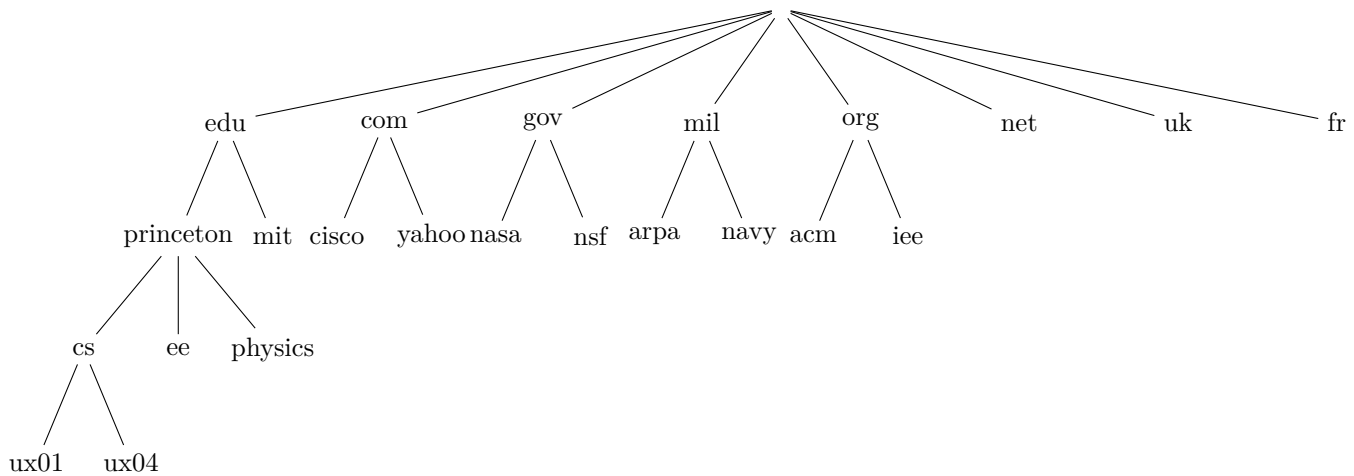 edu com gov mil org net uk fr
princeton mit cisco yahoo nasa nsf arpa navy acm iee
cs ee physics
ux01 ux04